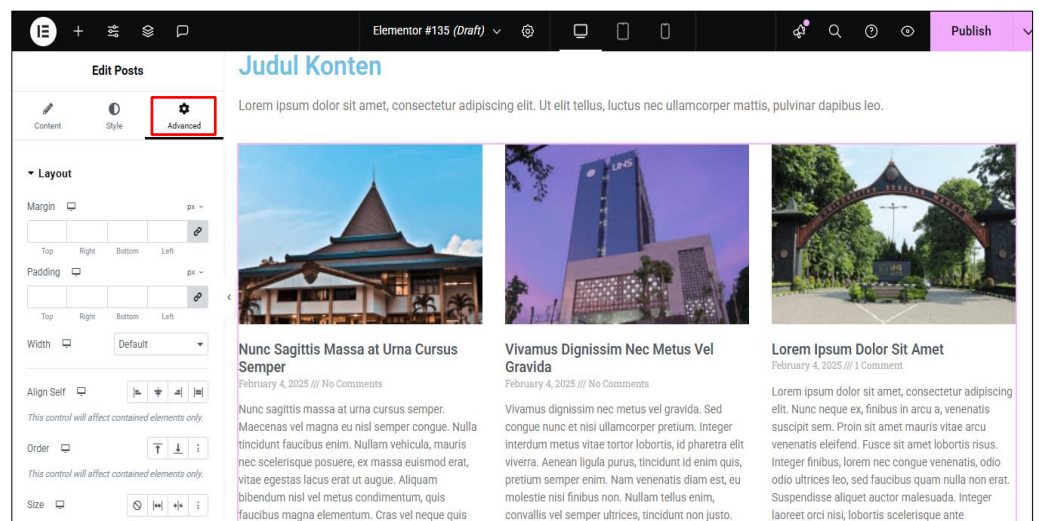 Elementor #135 (Draft)
Publish
Edit Posts
Content
Style
Advanced
Layout
Margin
px
Top Right Bottom Left
Padding
px
Top Right Bottom Left
Width
Default
Align Self
This control will affect contained elements only.
Order
This control will affect contained elements only.
Size
Judul Konten
Lorem ipsum dolor sit amet, consectetur adipiscing elit. Ut elit tellus, luctus nec ullamcorper mattis, pulvinar dapibus leo.
UNS
UNIVERSITAS SEBELAS MARET
UNS
Nunc Sagittis Massa at Urna Cursus
Semper
February 4, 2025 /// No Comments
Nunc sagittis massa at urna cursus semper.
Maecenas vel magna eu nisl semper congue. Nulla
tincidunt faucibus enim. Nullam vehicula, mauris
nec scelerisque posuere, ex massa euismod erat,
vitae egestas lacus erat ut augue. Aliquam
bibendum nisl vel metus condimentum, quis
faucibus magna elementum. Cras vel neque quis
Vivamus Dignissim Nec Metus Vel
Gravida
February 4, 2025 /// No Comments
Vivamus dignissim nec metus vel gravida. Sed
congue nunc et nisi ullamcorper pretium. Integer
interdum metus vitae tortor lobortis, id pharetra elit
viverra. Aenean ligula purus, tincidunt id enim quis,
pretium semper enim. Nam venenatis diam est, eu
molestie nisi finibus non. Nullam tellus enim,
convallis vel semper ultrices, tincidunt non justo.
Lorem Ipsum Dolor Sit Amet
February 4, 2025 /// 1 Comment
Lorem ipsum dolor sit amet, consectetur adipiscing
elit. Nunc neque ex, finibus in arcu a, venenatis
suscipit sem. Proin sit amet mauris vitae arcu
venenatis eleifend. Fusce sit amet lobortis risus.
Integer finibus, lorem nec congue venenatis, odio
odio ultrices leo, sed faucibus quam nulla non erat.
Suspendisse aliquet auctor malesuada. Integer
laoreet orci nisi, lobortis scelerisque ante